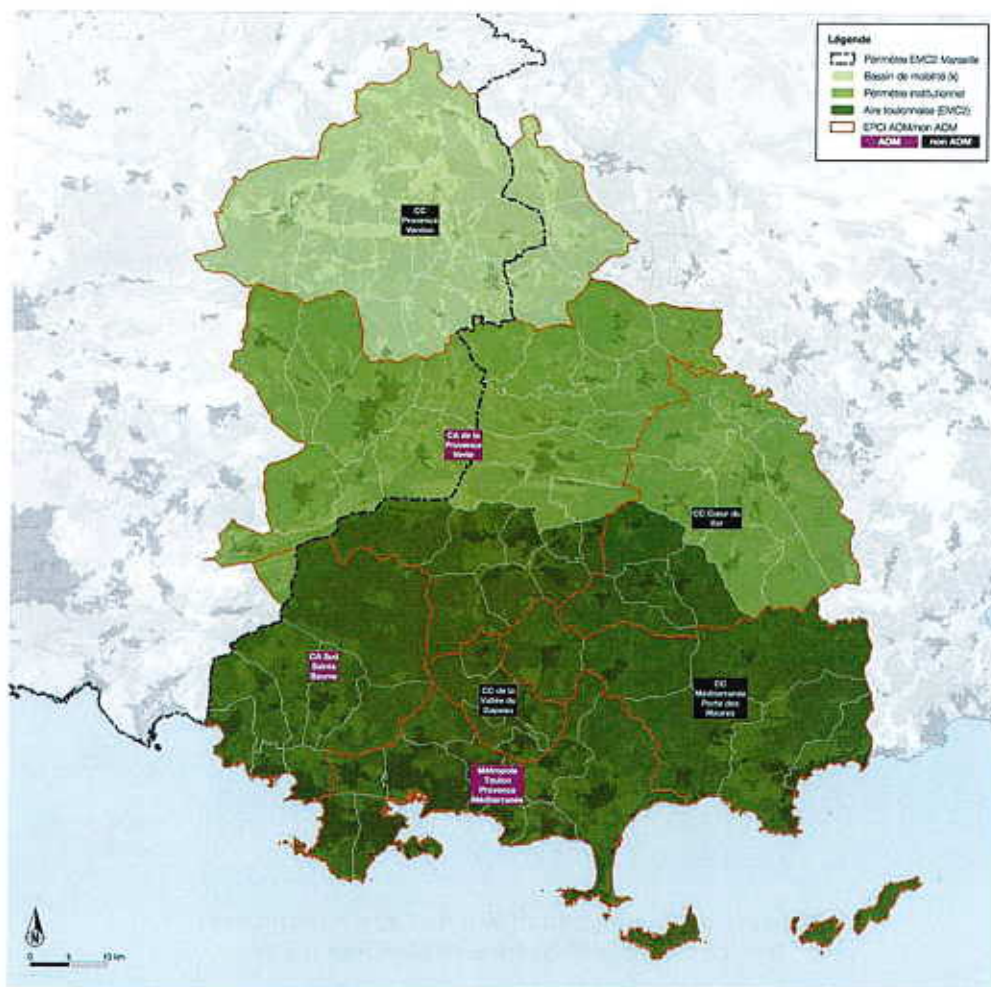 Légende
Périmètre EMC2 Marseille
Bassin de mobilité (x)
Périmètre institutionnel
Aire toulonnaise (EMC2)
EPCI AOM/non AOM
AOM
non AOM
CC
Provence
Verdon
CA de la
Provence
Verte
CC Cœur du
Var
CA Sud
Sainte
Baume
CC de la
Vallée du
Gapeau
CC
Méditerranée
Porte des
Maures
Métropole
Toulon
Provence
Méditerranée
N
0
5
10 km